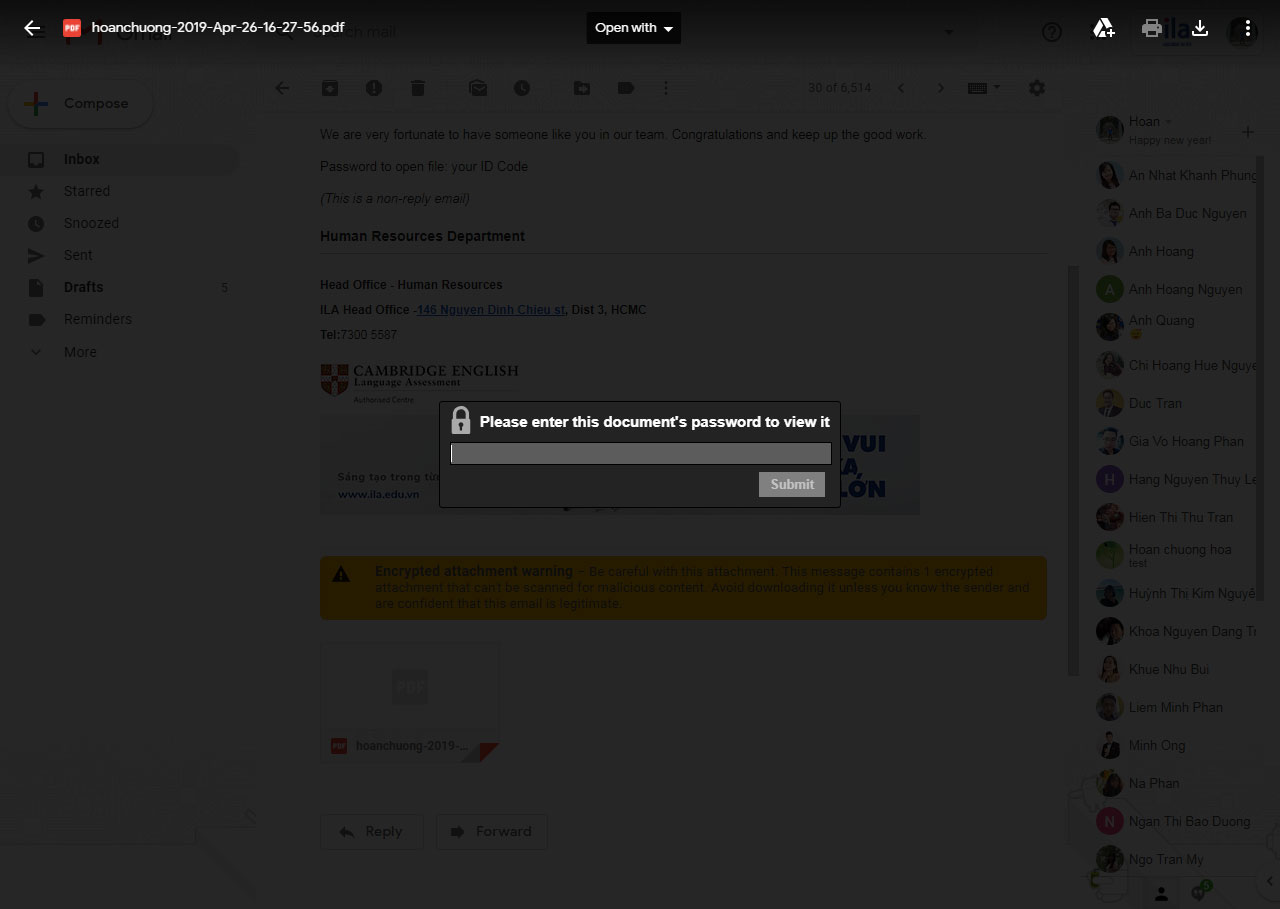 hoanchuong-2019-Apr-26-16-27-56.pdf
Open with
Compose
30 of 6,514
Inbox
Starred
Snoozed
Sent
Drafts 5
Reminders
More
We are very fortunate to have someone like you in our team. Congratulations and keep up the good work.
Password to open file: your ID Code
(This is a non-reply email)
Human Resources Department
Head Office - Human Resources
ILA Head Office -146 Nguyen Dinh Chieu st, Dist 3, HCMC
Tel:7300 5587
CAMBRIDGE ENGLISH
Language Assessment
Authorised Centre
Please enter this document's password to view it
Submit
Sáng tạo trong từ
www.ila.edu.vn
VUI
LỚN
Encrypted attachment warning – Be careful with this attachment. This message contains 1 encrypted
attachment that can't be scanned for malicious content. Avoid downloading it unless you know the sender and
are confident that this email is legitimate.
PDF
PDF hoanchuong-2019-...
Reply
Forward
ila
Hoan
Happy new year!
An Nhat Khanh Phung
Anh Ba Duc Nguyen
Anh Hoang
A Anh Hoang Nguyen
Anh Quang
Chi Hoang Hue Nguye
Duc Tran
Gia Vo Hoang Phan
H Hang Nguyen Thuy Le
Hien Thi Thu Tran
Hoan chuong hoa
test
Huỳnh Thị Kim Nguyê
Khoa Nguyen Dang Tr
Khue Nhu Bui
Liem Minh Phan
Minh Ong
Na Phan
N Ngan Thi Bao Duong
Ngo Tran My
5